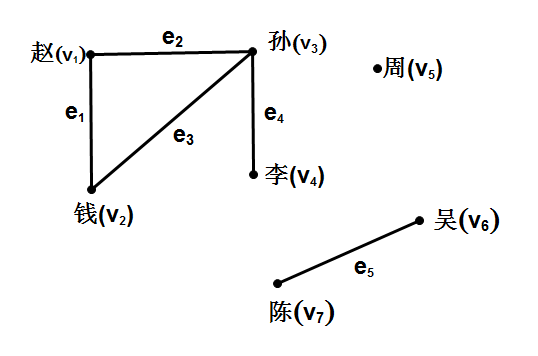 赵(v₁)
e₂
孙(v₃)
周(v₅)
e₁
e₃
e₄
李(v₄)
钱(v₂)
吴(v₆)
e₅
陈(v₇)